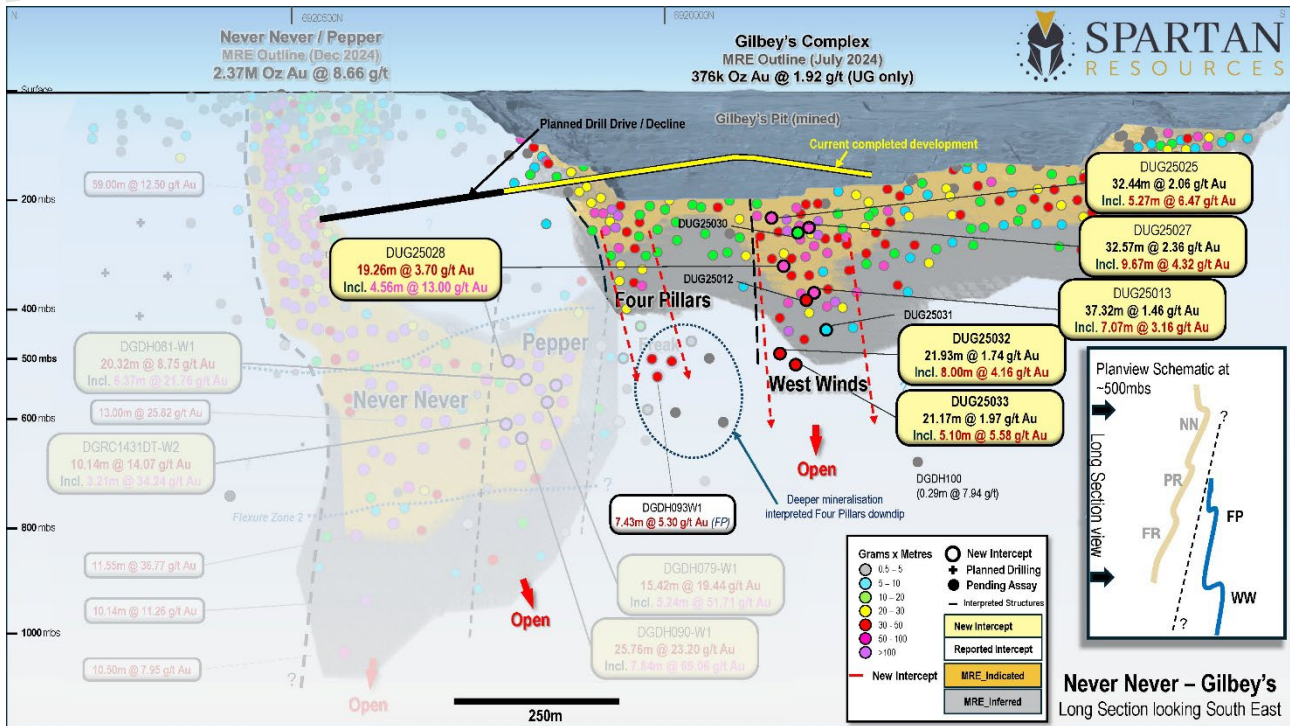 N
6920500N
6920000N
S
SPARTAN
RESOURCES
Never Never / Pepper
MRE Outline (Dec 2024)
2.37M Oz Au @ 8.66 g/t
Gilbey's Complex
MRE Outline (July 2024)
376k Oz Au @ 1.92 g/t (UG only)
Surface
Planned Drill Drive / Decline
Gilbey's Pit (mined)
Current completed development
59.00m @ 12.50 g/t Au
200 mbs
DUG25025
32.44m @ 2.06 g/t Au
Incl. 5.27m @ 6.47 g/t Au
DUG25030
DUG25027
32.57m @ 2.36 g/t Au
Incl. 9.67m @ 4.32 g/t Au
DUG25028
19.26m @ 3.70 g/t Au
Incl. 4.56m @ 13.00 g/t Au
DUG25012
Four Pillars
DUG25013
37.32m @ 1.46 g/t Au
Incl. 7.07m @ 3.16 g/t Au
400 mbs
DUG25031
DGDH081-W1
20.32m @ 8.75 g/t Au
Incl. 6.37m @ 21.76 g/t Au
Pepper
Freak
500 mbs
DUG25032
21.93m @ 1.74 g/t Au
Incl. 8.00m @ 4.16 g/t Au
West Winds
Never Never
DUG25033
21.17m @ 1.97 g/t Au
Incl. 5.10m @ 5.58 g/t Au
13.00m @ 25.82 g/t Au
600 mbs
DGRC1431DT-W2
10.14m @ 14.07 g/t Au
Incl. 3.21m @ 34.24 g/t Au
Open
DGDH100
(0.29m @ 7.94 g/t)
?
Deeper mineralisation
interpreted Four Pillars downdip
DGDH093W1
7.43m @ 5.30 g/t Au (FP)
Flexure Zone 2
800 mbs
11.55m @ 36.77 g/t Au
DGDH079-W1
15.42m @ 19.44 g/t Au
Incl. 5.24m @ 51.71 g/t Au
10.14m @ 11.26 g/t Au
Open
DGDH090-W1
25.76m @ 23.20 g/t Au
Incl. 7.84m @ 69.06 g/t Au
1000 mbs
10.50m @ 7.95 g/t Au
?
Open
250m
Grams x Metres
0.5 – 5
5 – 10
10 – 20
20 – 30
30 - 50
50 - 100
>100
New Intercept
New Intercept
Planned Drilling
Pending Assay
Interpreted Structures
New Intercept
Reported Intercept
MRE_Indicated
MRE_Inferred
Planview Schematic at
~500mbs
Long Section view
NN
?
PR
FR
FP
WW
?
Never Never – Gilbey's
Long Section looking South East